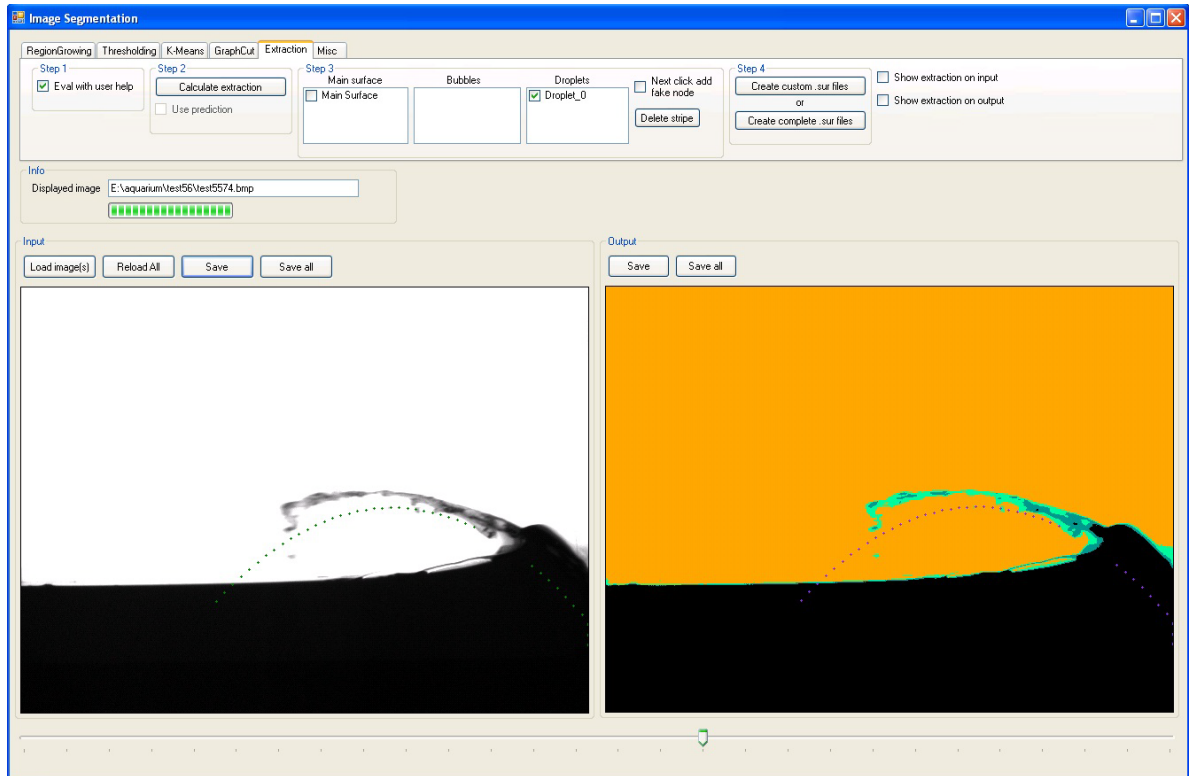 Image Segmentation
RegionGrowing Thresholding K-Means GraphCut Extraction Misc
Step 1
Eval with user help
Step 2
Calculate extraction
Use prediction
Step 3
Main surface
Main Surface
Bubbles
Droplets
Droplet_0
Next click add
fake node
Delete stripe
Step 4
Create custom .sur files
or
Create complete .sur files
Show extraction on input
Show extraction on output
Info
Displayed image E:\aquarium\test56\test5574.bmp
Input
Load image(s) Reload All Save Save all
Output
Save Save all